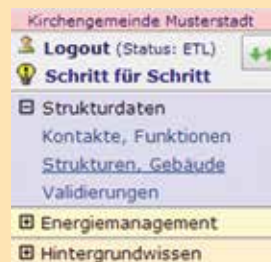 Kirchengemeinde Musterstadt
Logout (Status: ETL)
Schritt für Schritt
Strukturdaten
Kontakte, Funktionen
Strukturen, Gebäude
Validierungen
Energiemanagement
Hintergrundwissen